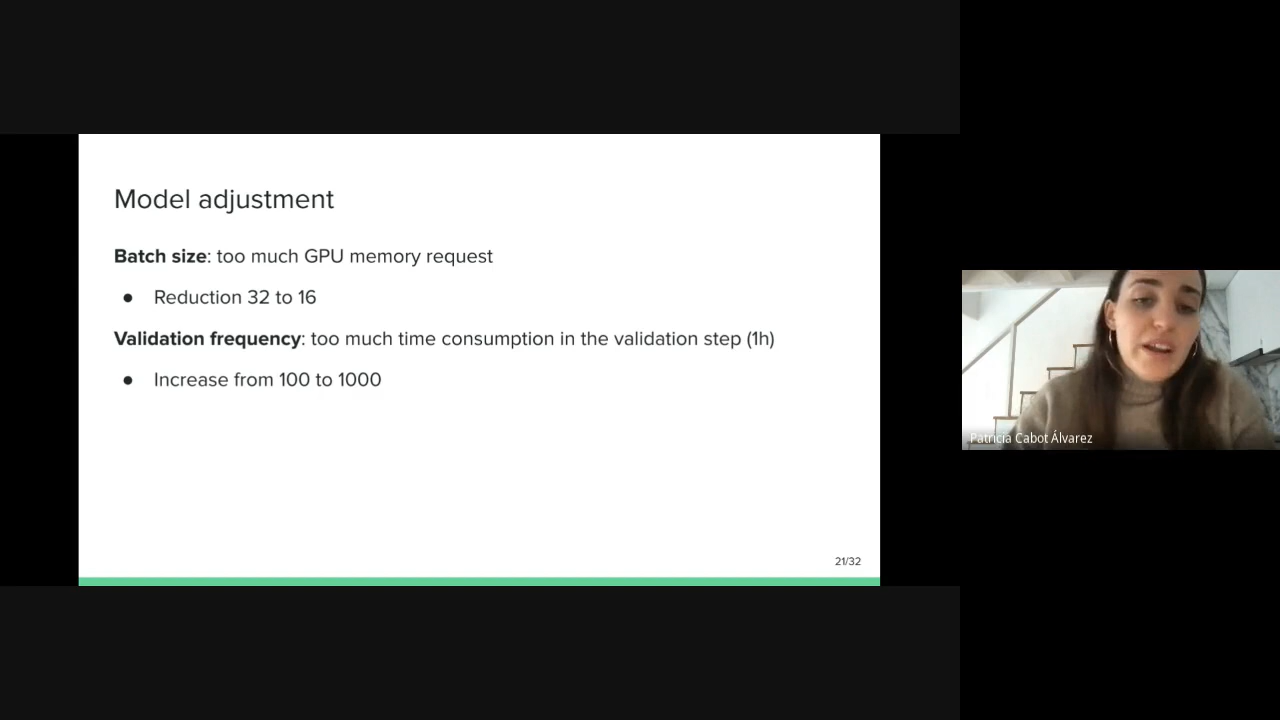 Model adjustment
Batch size: too much GPU memory request
● Reduction 32 to 16
Validation frequency: too much time consumption in the validation step (1h)
● Increase from 100 to 1000
21/32
Patricia Cabot Álvarez